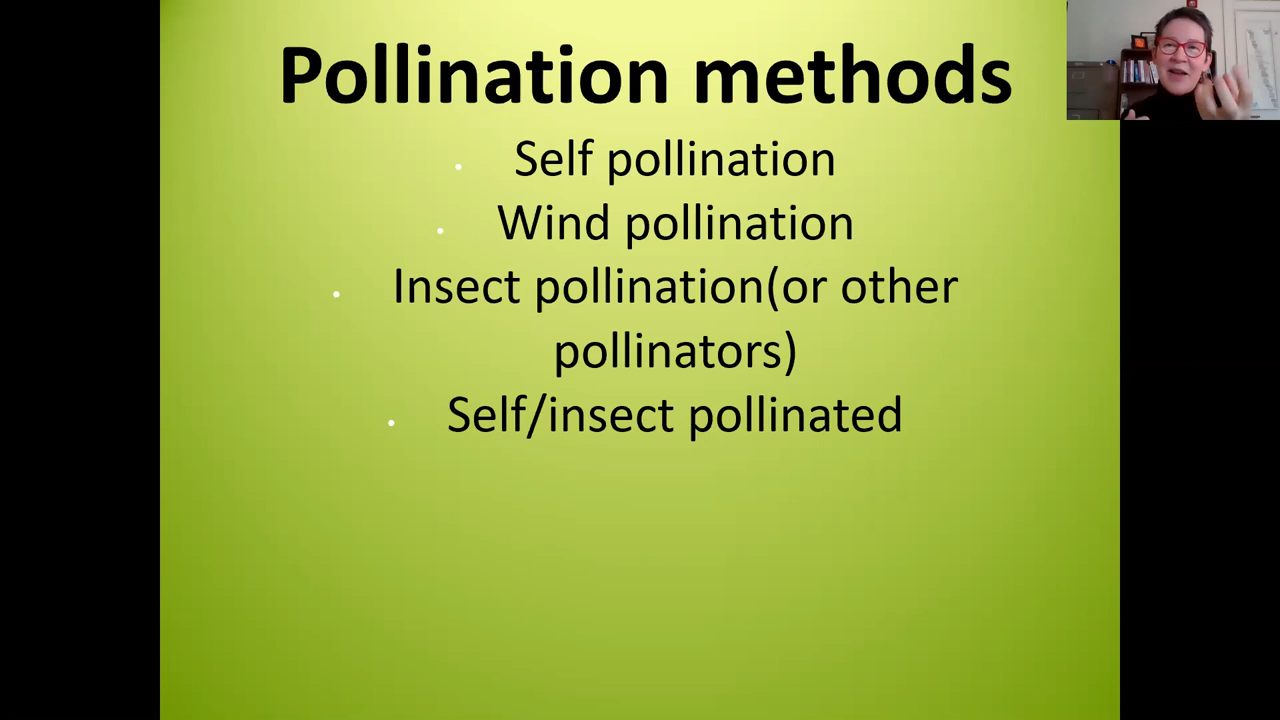 Pollination methods
Self pollination
Wind pollination
Insect pollination(or other
pollinators)
Self/insect pollinated